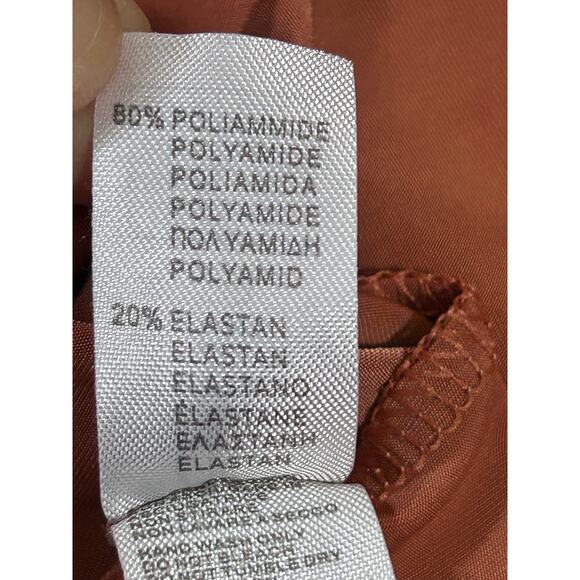 80% POLIAMMIDE
POLYAMIDE
POLIAMIDA
POLYAMIDE
ΠΟΛΥΑΜΙΔΗ
POLYAMID
20% ELASTAN
ELASTAN
ELASTANO
ÉLASTANE
ΕΛΑΣΤΑΝΗ
ELASTAN
NON LAVARE A SECCO
HAND WASH ONLY
DO NOT BLEACH
DO NOT TUMBLE DRY